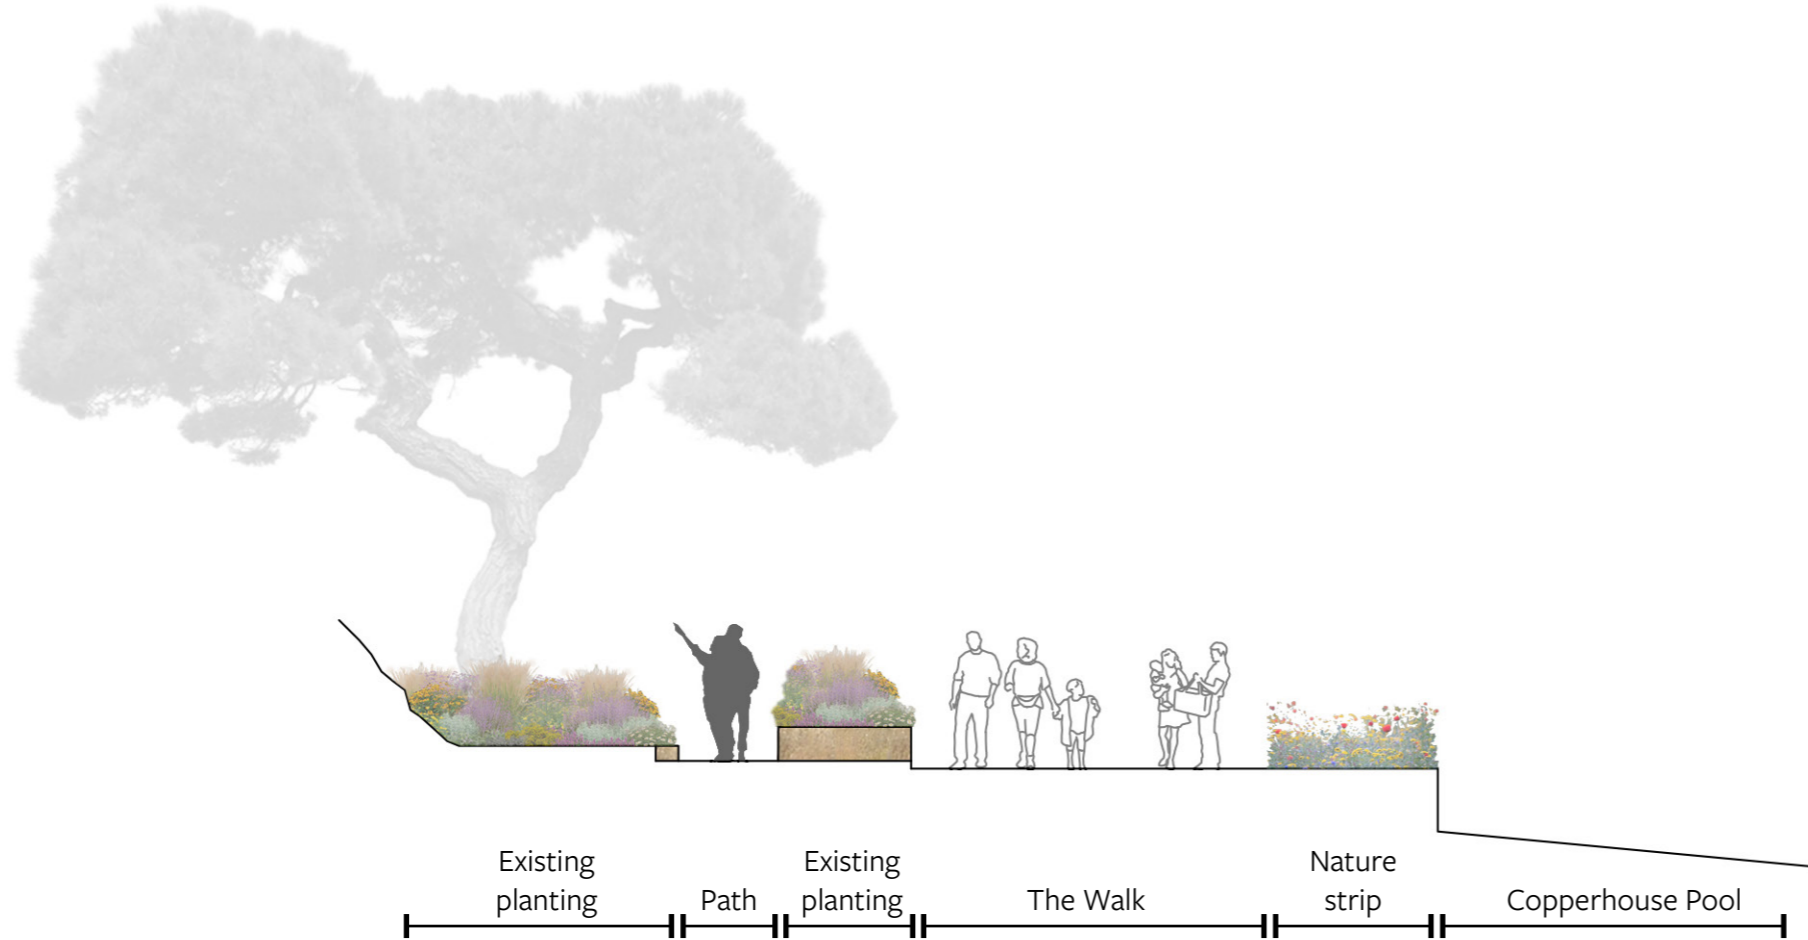 Existing
planting
Path
Existing
planting
The Walk
Nature
strip
Copperhouse Pool